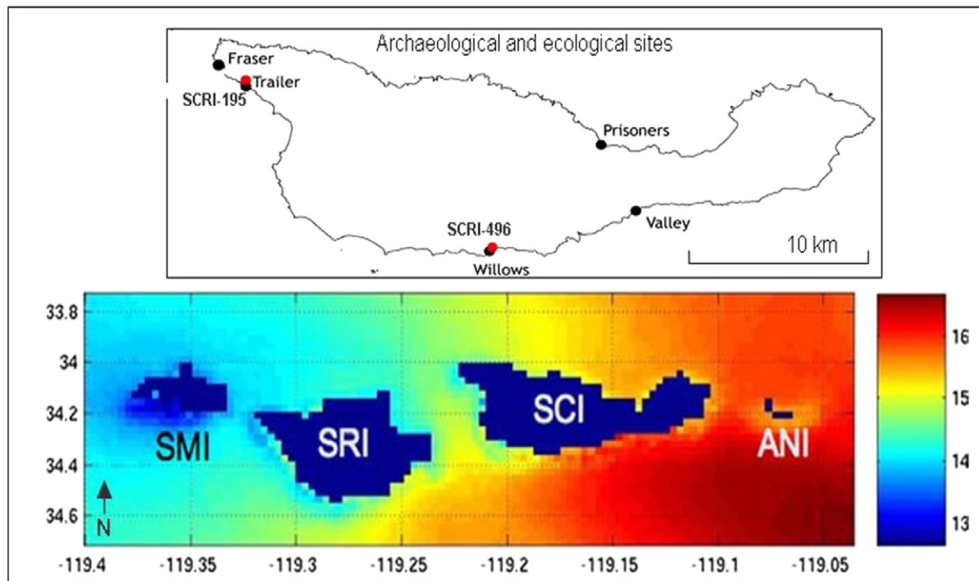 Archaeological and ecological sites
Fraser
Trailer
SCRI-195
Prisoners
SCRI-496
Valley
Willows
10 km
33.8
34
34.2
34.4
34.6
SMI
SRI
SCI
ANI
N
-119.4
-119.35
-119.3
-119.25
-119.2
-119.15
-119.1
-119.05
16
15
14
13